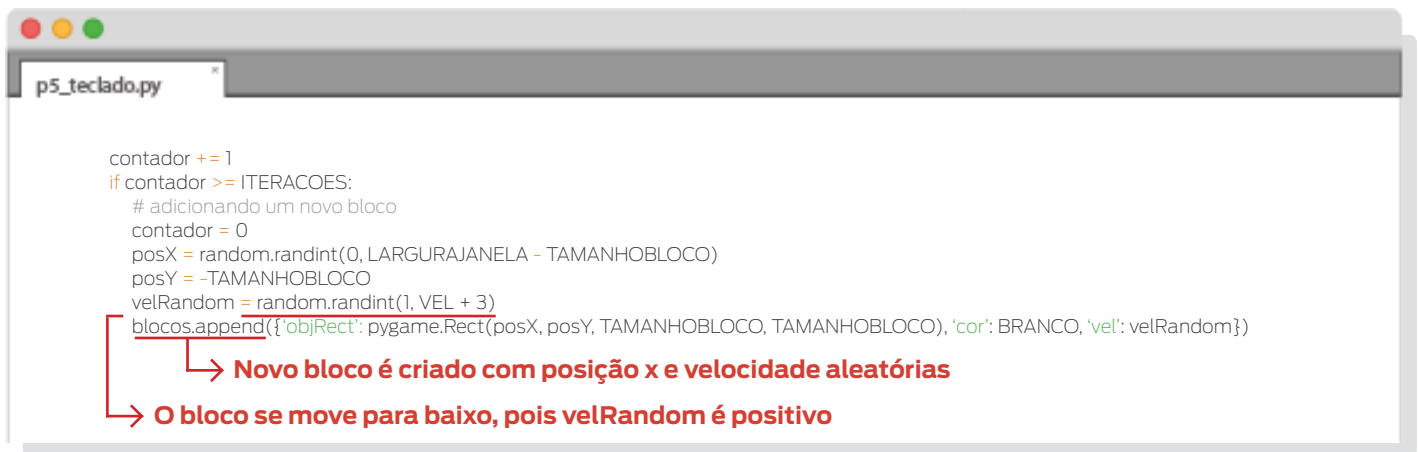 p5_teclado.py ×
contador += 1
if contador >= ITERACOES:
# adicionando um novo bloco
contador = 0
posX = random.randint(0, LARGURAJANELA - TAMANHOBLOCO)
posY = -TAMANHOBLOCO
velRandom = random.randint(1, VEL + 3)
blocos.append({‘objRect’: pygame.Rect(posX, posY, TAMANHOBLOCO, TAMANHOBLOCO), ‘cor’: BRANCO, ‘vel’: velRandom})
Novo bloco é criado com posição x e velocidade aleatórias
O bloco se move para baixo, pois velRandom é positivo